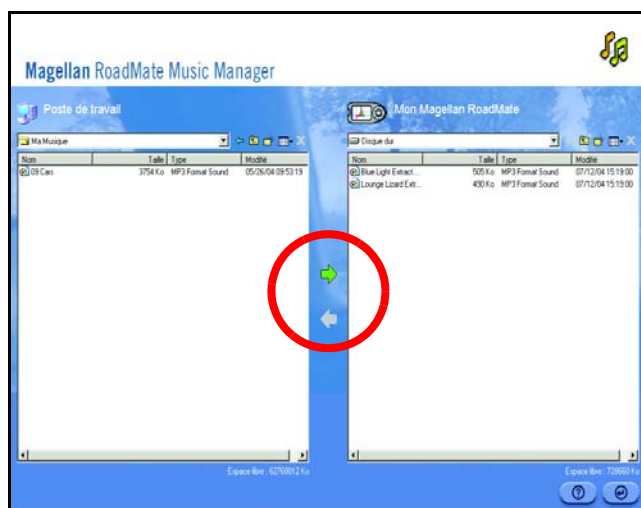 Magellan RoadMate Music Manager
Poste de travail
Mon Magellan RoadMate
Ma Musique
Disque dur
Nom Taille Type Modifié
09 Cars 3754 Ko MP3 Format Sound 05/26/04 09:53:19
Nom Taille Type Modifié
Blue Light Extract... 505 Ko MP3 Format Sound 07/12/04 15:19:00
Lounge Lizard Extr... 490 Ko MP3 Format Sound 07/12/04 15:19:00
Espace libre : 62768012 Ko
Espace libre : 728660 Ko